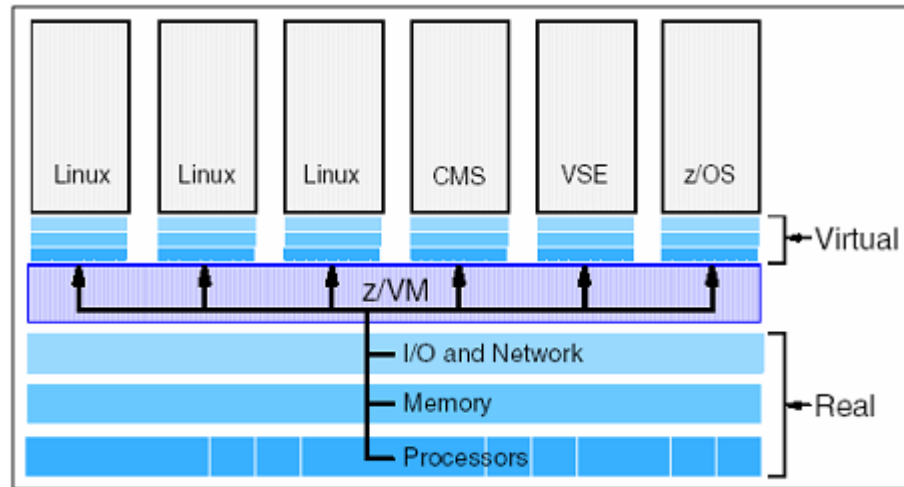 Linux Linux Linux CMS VSE z/OS
Virtual
z/VM
I/O and Network
Memory
Real
Processors